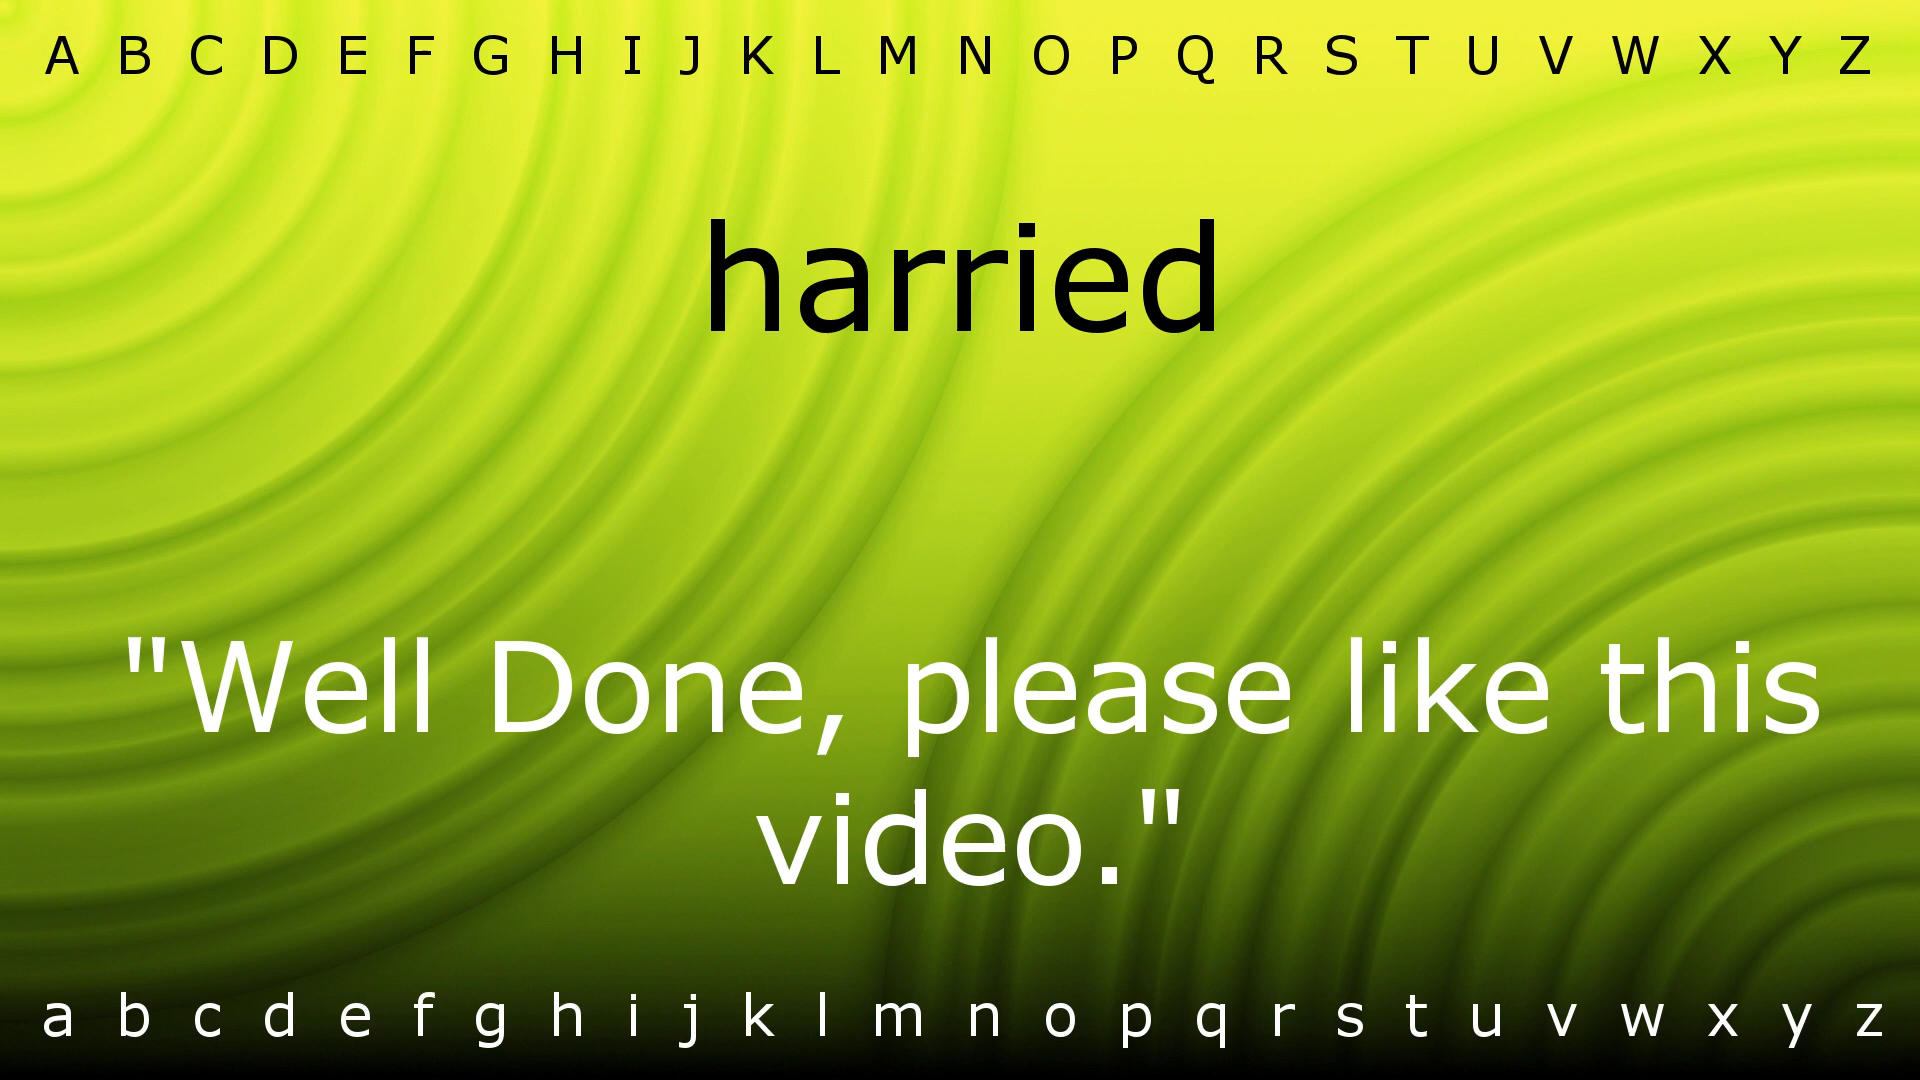 A B C D E F G H I J K L M N O P Q R S T U V W X Y Z
harried
"Well Done, please like this
video."
a b c d e f g h i j k l m n o p q r s t u v w x y z